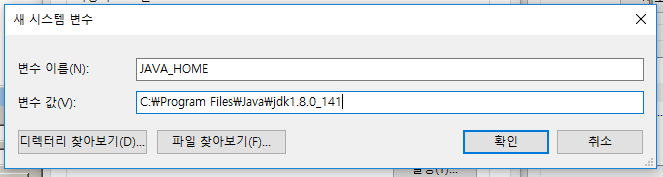 새 시스템 변수
변수 이름(N): JAVA_HOME
변수 값(V): C:₩Program Files₩Java₩jdk1.8.0_141
디렉터리 찾아보기(D)... 파일 찾아보기(F)... 확인 취소